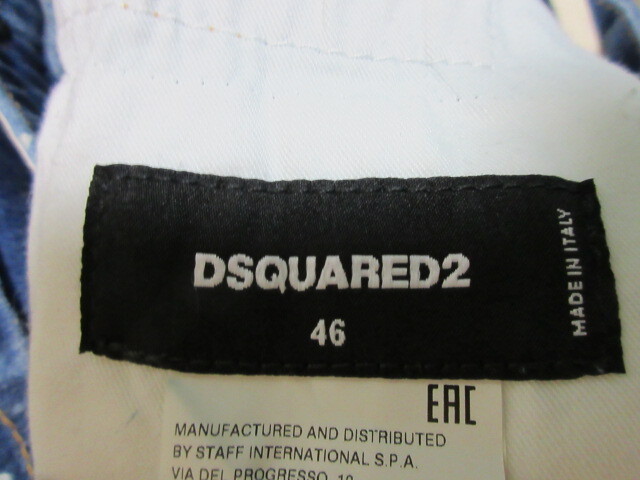 DSQUARED2
46
MADE IN ITALY
EAC
MANUFACTURED AND DISTRIBUTED
BY STAFF INTERNATIONAL S.P.A.
VIA DEL PROGRESSO, 10